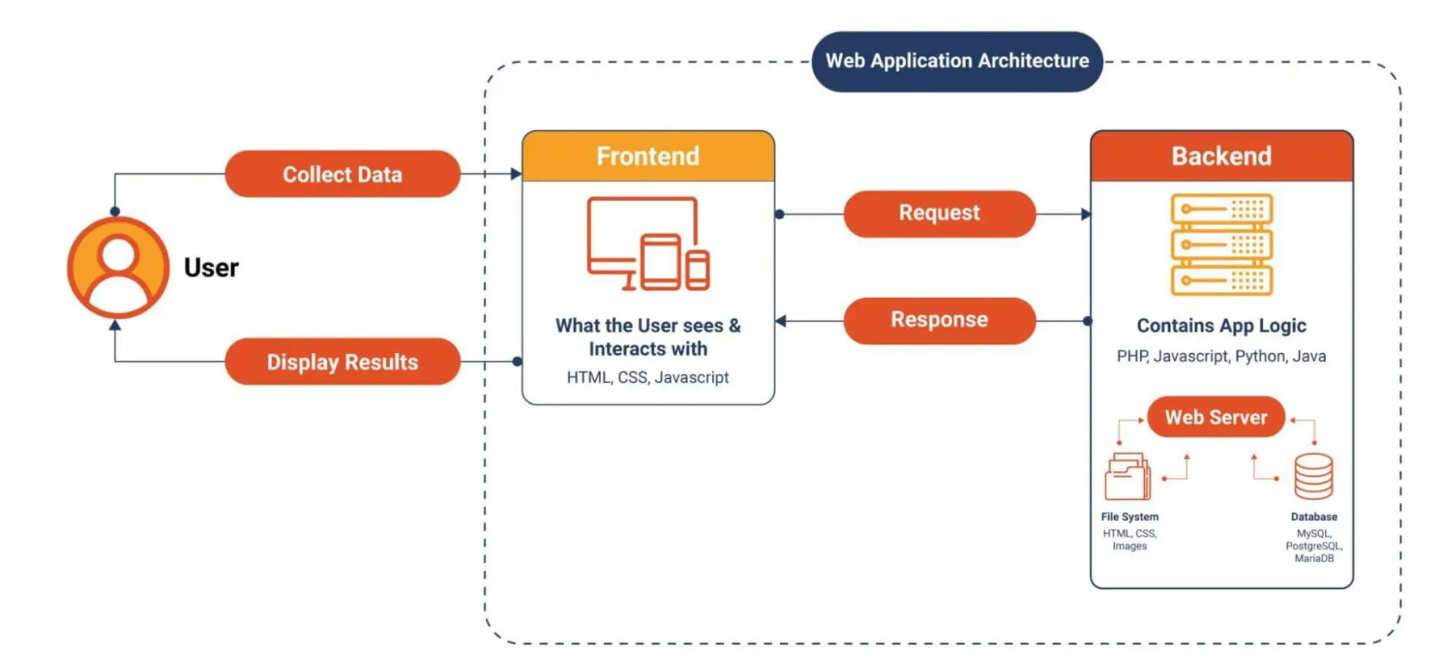 Web Application Architecture
Collect Data
User
Display Results
Frontend
What the User sees &
Interacts with
HTML, CSS, Javascript
Request
Response
Backend
Contains App Logic
PHP, Javascript, Python, Java
Web Server
File System
HTML, CSS,
Images
Database
MySQL,
PostgreSQL,
MariaDB